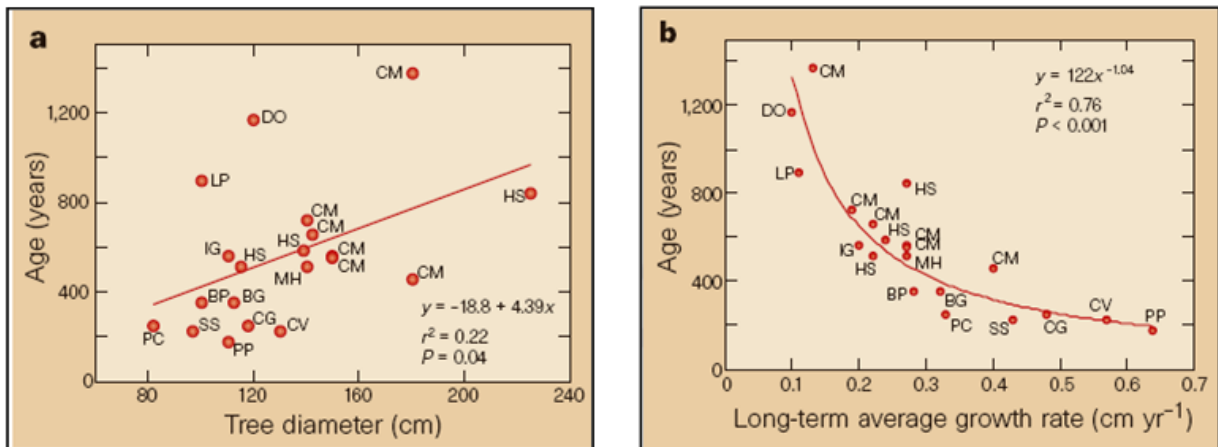 a
Age (years)
1,200
800
400
0
CM
DO
LP
HS
CM
CM
IG
HS
HS
CM
CM
MH
CM
BP
BG
PC
SS
CG
CV
PP
y = −18.8 + 4.39x
r² = 0.22
P = 0.04
80
120
160
200
240
Tree diameter (cm)
b
Age (years)
1,200
800
400
0
CM
y = 122x⁻¹·⁰⁴
r² = 0.76
P < 0.001
DO
LP
HS
CM
CM
HS
CM
CM
IG
HS
MH
CM
BP
BG
PC
SS
CG
CV
PP
0
0.1
0.2
0.3
0.4
0.5
0.6
0.7
Long-term average growth rate (cm yr⁻¹)